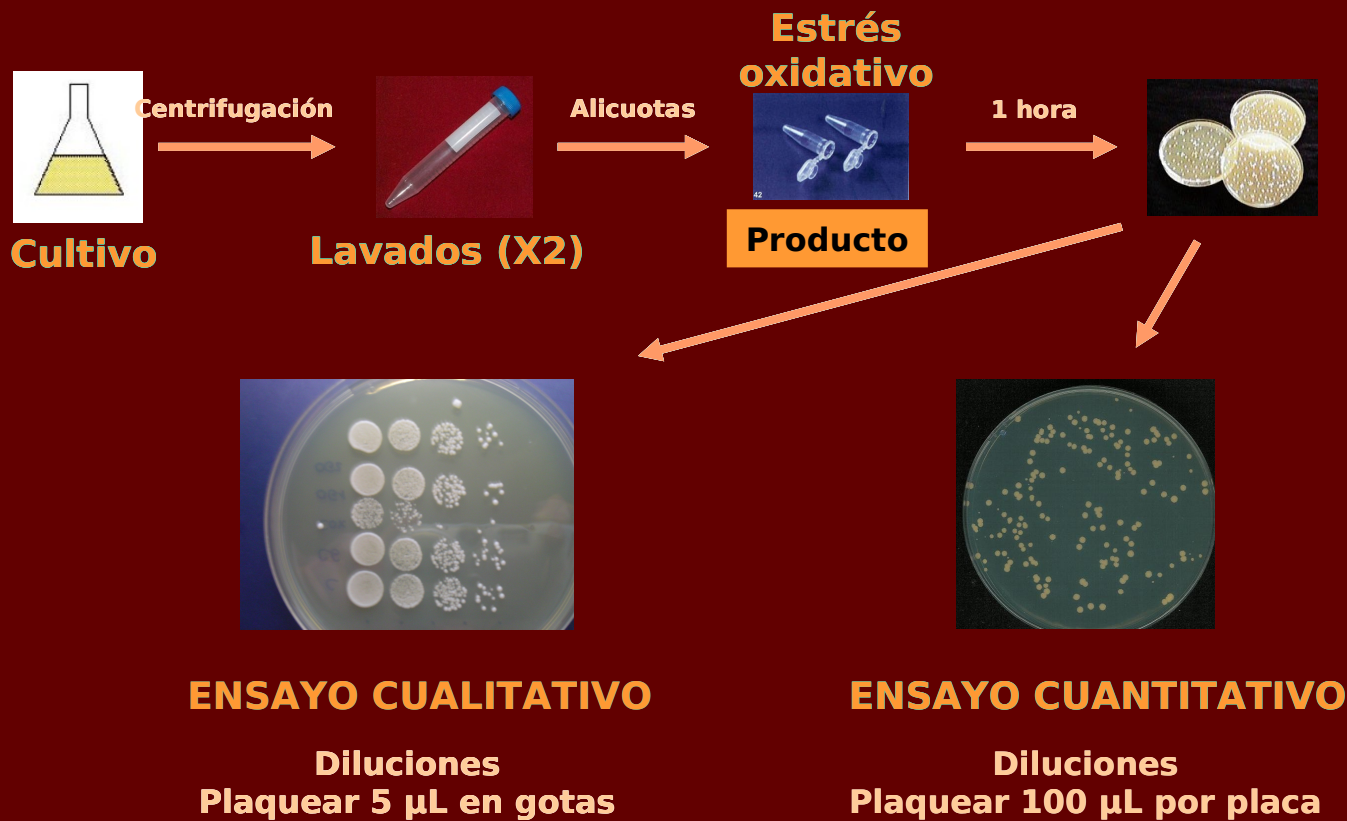 Estrés
oxidativo
Centrifugación
Alicuotas
1 hora
42
Cultivo
Lavados (X2)
Producto
ENSAYO CUALITATIVO
ENSAYO CUANTITATIVO
Diluciones
Plaquear 5 µL en gotas
Diluciones
Plaquear 100 µL por placa